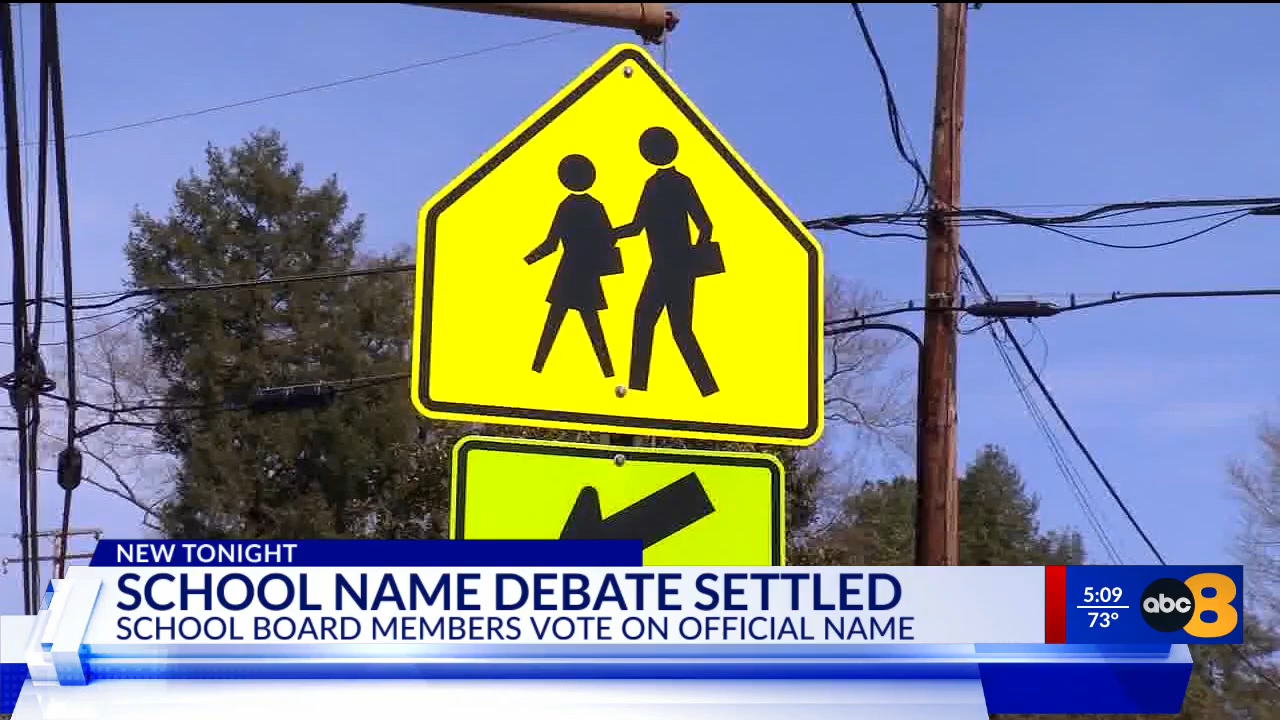 NEW TONIGHT
SCHOOL NAME DEBATE SETTLED
SCHOOL BOARD MEMBERS VOTE ON OFFICIAL NAME
5:09
73°
abc 8